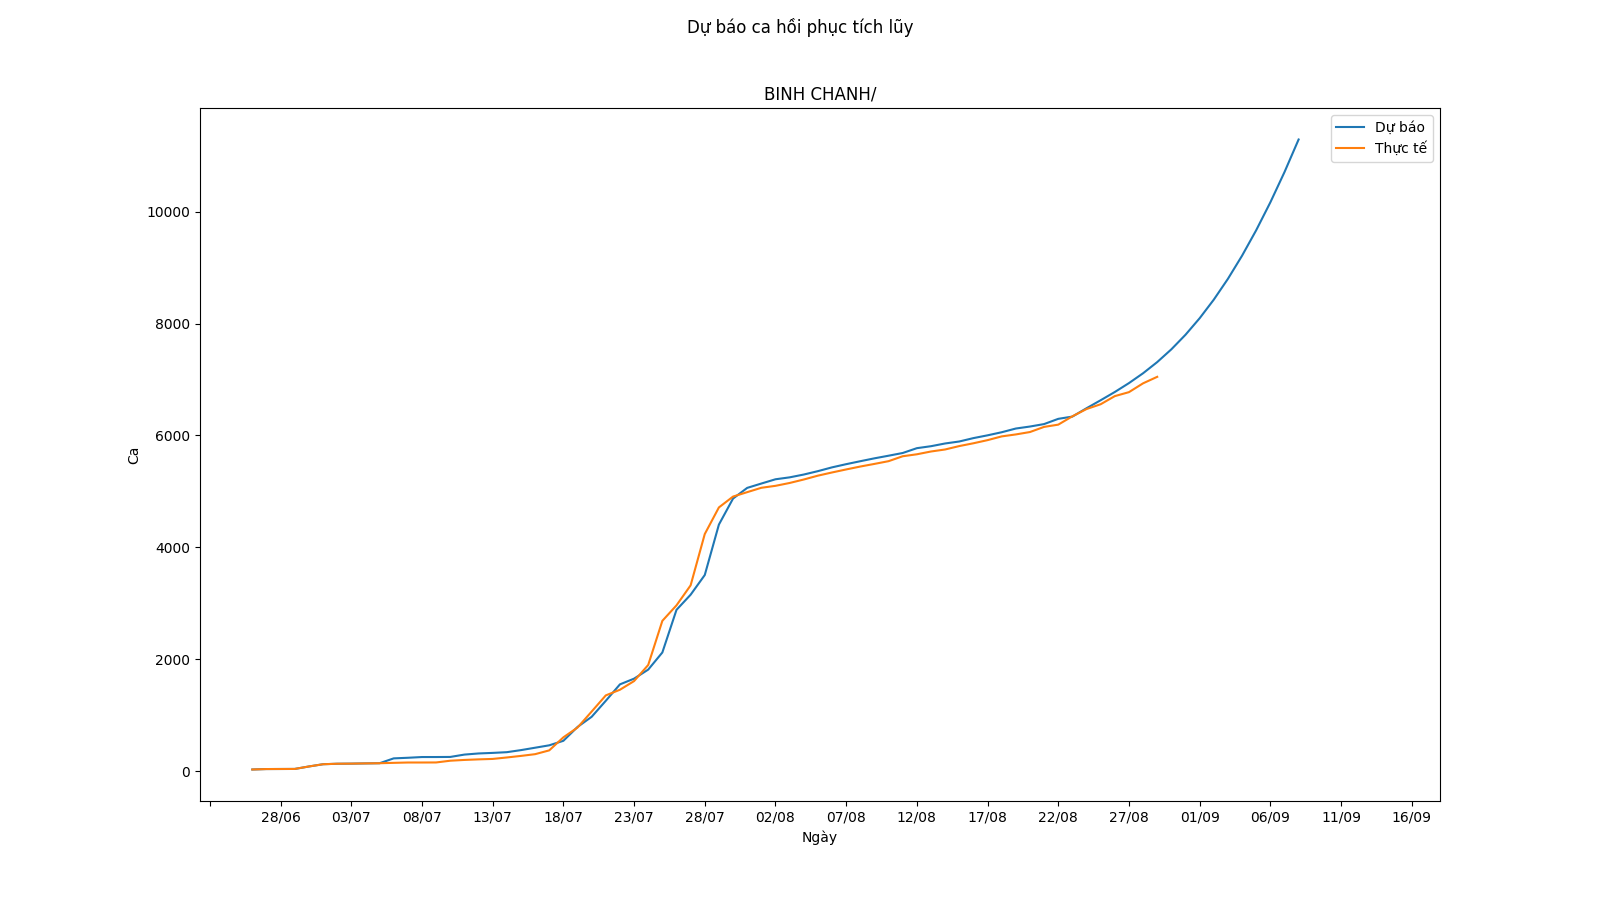 Dự báo ca hồi phục tích lũy
BINH CHANH/
Dự báo
Thực tế
10000
8000
6000
4000
2000
0
Ca
28/06 03/07 08/07 13/07 18/07 23/07 28/07 02/08 07/08 12/08 17/08 22/08 27/08 01/09 06/09 11/09 16/09
Ngày